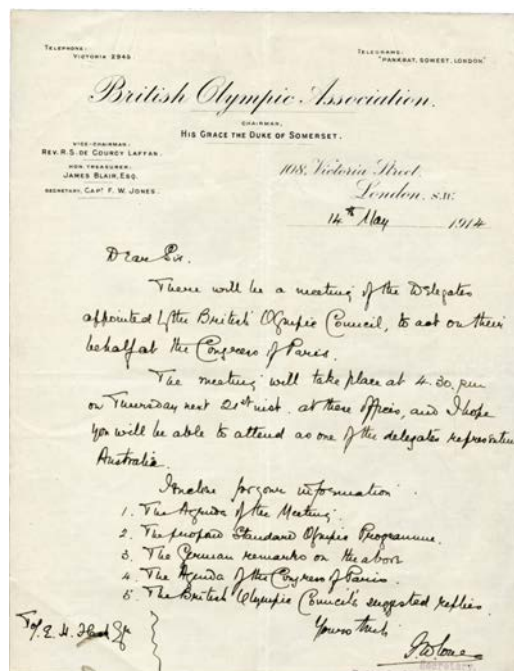 TELEPHONE: TELEGRAMS:
VICTORIA 2945 "PANKRAT, SOWEST, LONDON"
British Olympic Association.
CHAIRMAN,
HIS GRACE THE DUKE OF SOMERSET.
VICE-CHAIRMAN:
REV. R.S. DE COURCY LAFFAN.
HON. TREASURER:
JAMES BLAIR, ESQ.
SECRETARY, CAPT F. W. JONES.
108, Victoria Street,
London, S.W.
14th May 1914
Dear Sir.
There will be a meeting of the Delegates
appointed by the British Olympic Council, to act on their
behalf at the Congress of Paris.
The meeting will take place at 4.30. pm
on Thursday next 21st inst. at these offices, and I hope
you will be able to attend as one of the delegates representing
Australia.
I enclose for your information
1. The Agenda of the Meeting.
2. The proposed Standard Olympic Programme.
3. The German remarks on the above
4. The Agenda of the Congress of Paris.
5. The British Olympic Council's suggested replies.
Yours truly
To/ E. H. Esq
Secretary